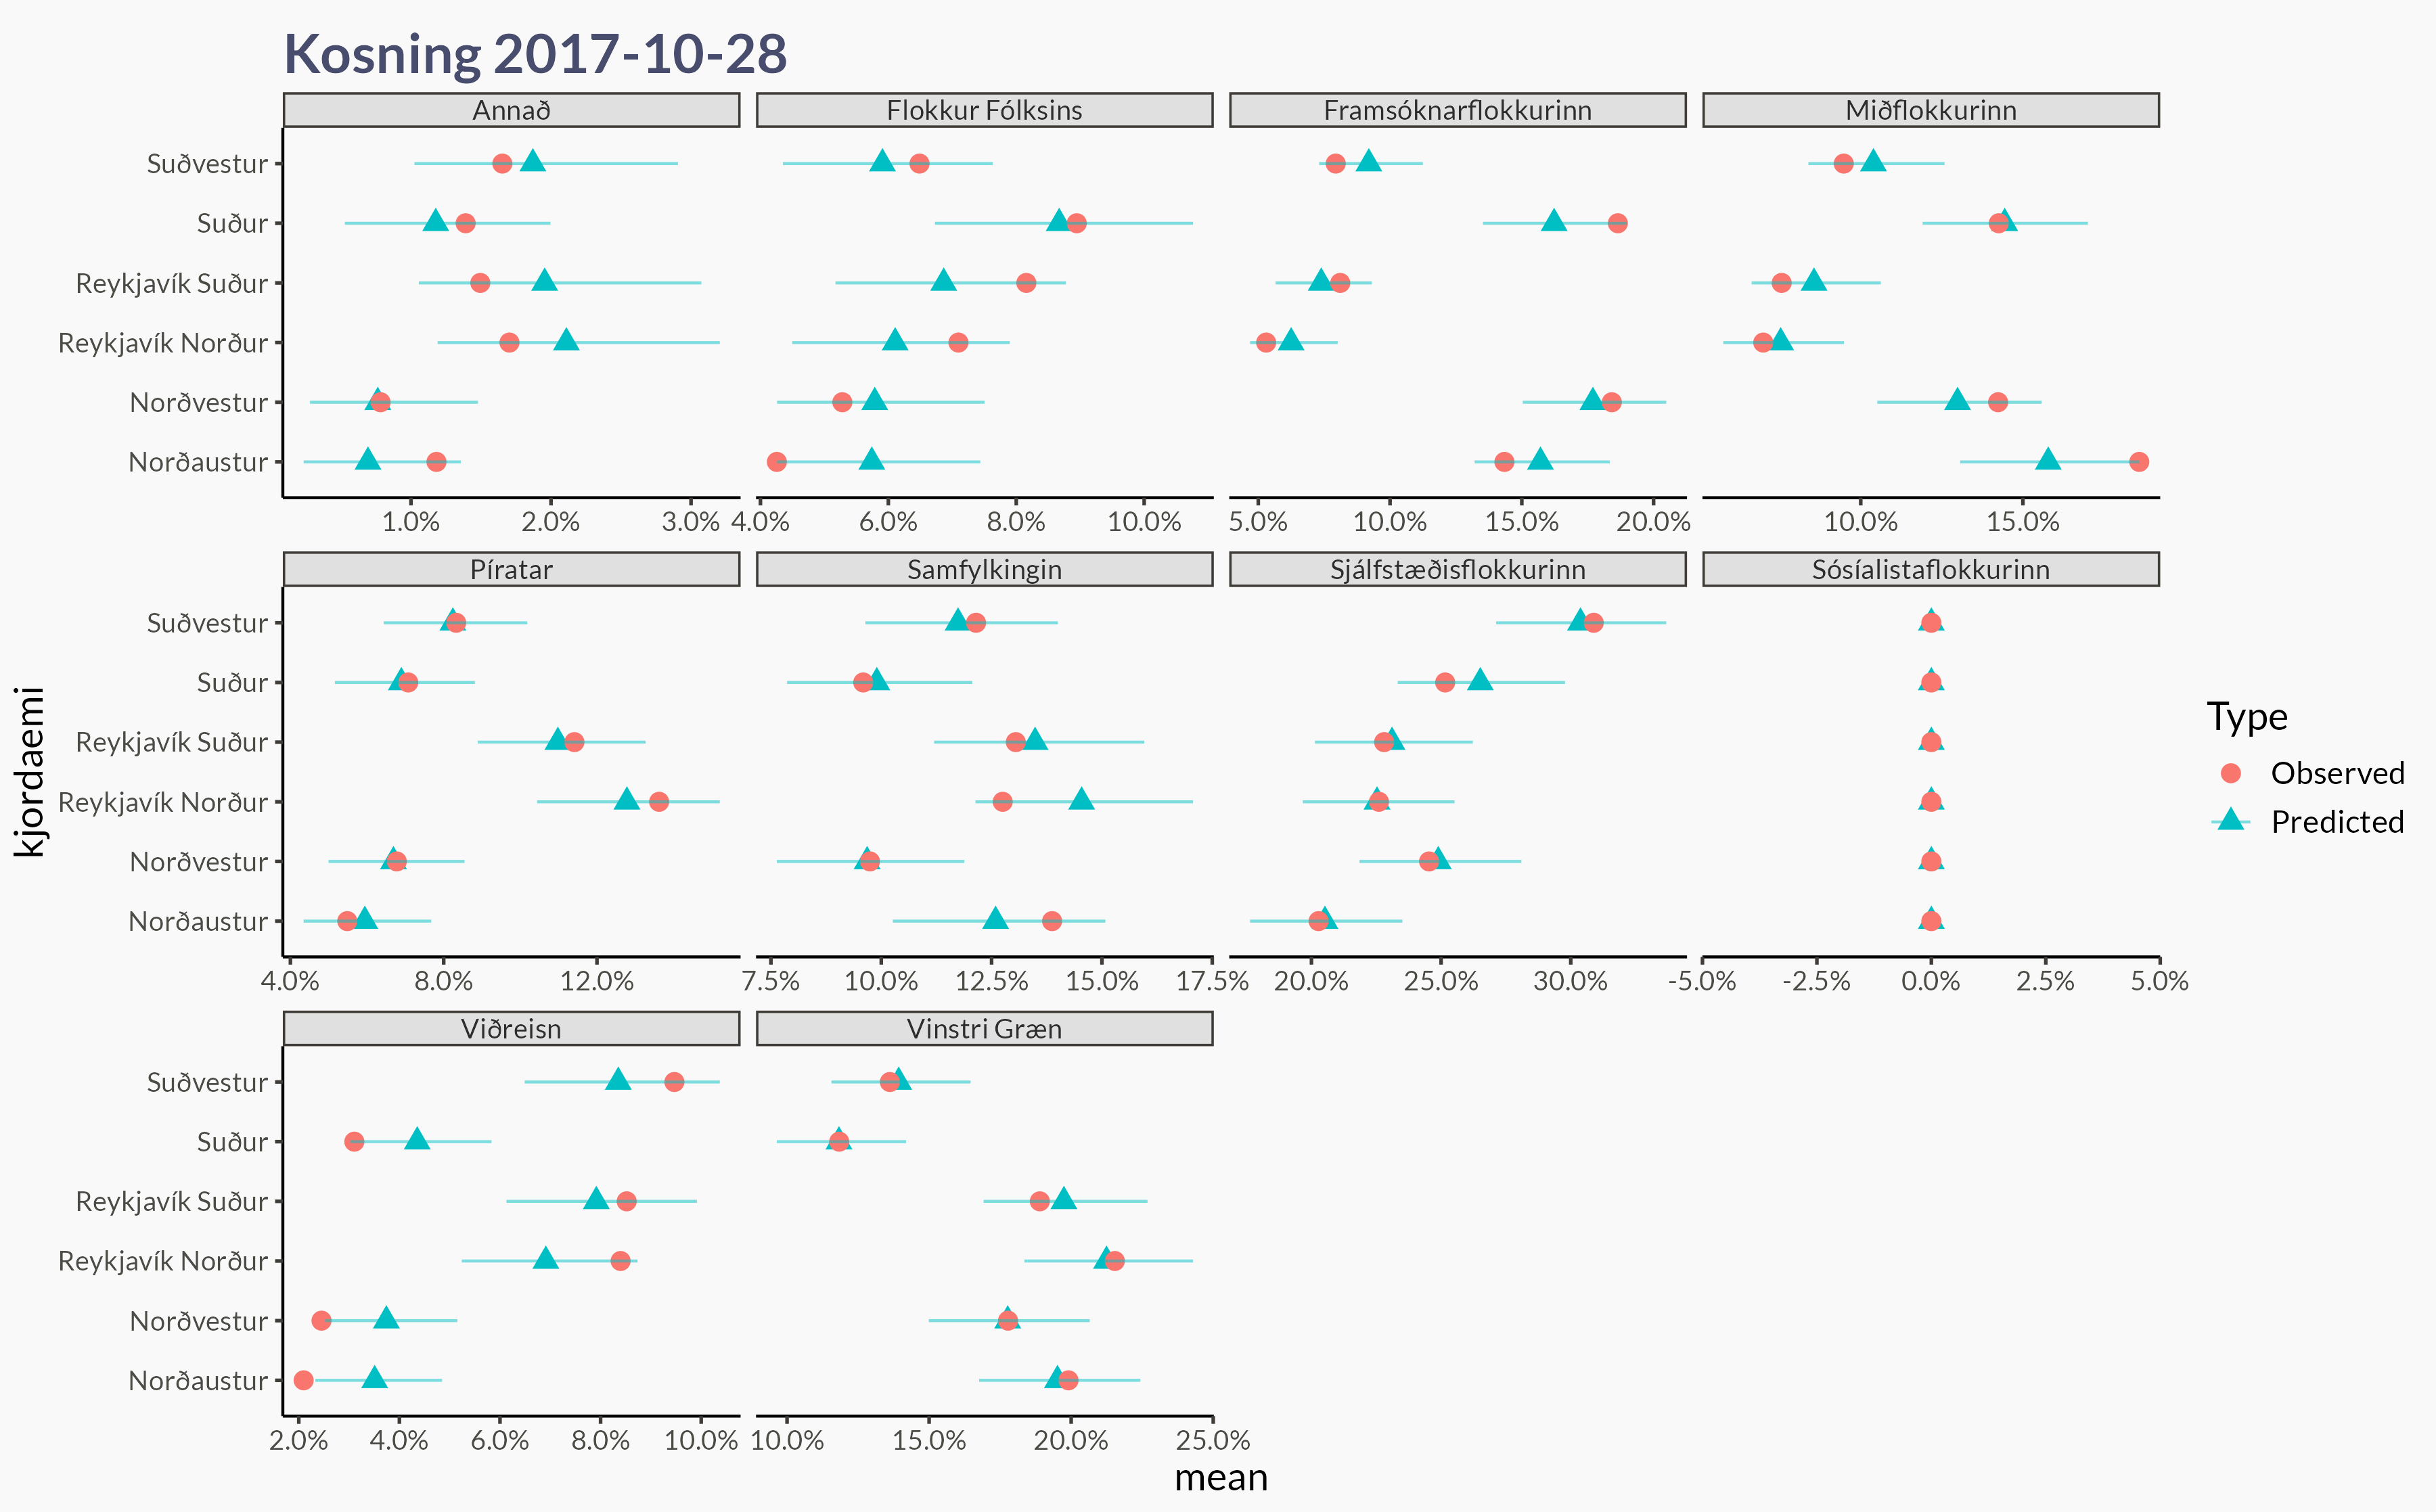 Kosning 2017-10-28
Annað Flokkur Fólksins Framsóknarflokkurinn Miðflokkurinn
Suðvestur
Suður
Reykjavík Suður
Reykjavík Norður
Norðvestur
Norðaustur
1.0% 2.0% 3.0% 4.0% 6.0% 8.0% 10.0% 5.0% 10.0% 15.0% 20.0% 10.0% 15.0%
Píratar Samfylkingin Sjálfstæðisflokkurinn Sósíalistaflokkurinn
Suðvestur
Suður
Reykjavík Suður
Reykjavík Norður
Norðvestur
Norðaustur
4.0% 8.0% 12.0% 7.5% 10.0% 12.5% 15.0% 17.5% 20.0% 25.0% 30.0% -5.0% -2.5% 0.0% 2.5% 5.0%
Viðreisn Vinstri Græn
Suðvestur
Suður
Reykjavík Suður
Reykjavík Norður
Norðvestur
Norðaustur
2.0% 4.0% 6.0% 8.0% 10.0% 10.0% 15.0% 20.0% 25.0%
mean
kjordaemi
Type
Observed
Predicted